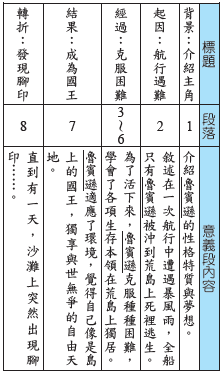 標題
段落
意義段內容
背景：介紹主角
1
介紹魯賓遜的性格特質與夢想。
起因：航行遇難
2
敘述在一次航行中遭遇暴風雨，全船
只有魯賓遜被沖到荒島上死裡逃生。
經過：克服困難
3~6
為了活下來，魯賓遜克服種種困難，
學會了各項生存本領在荒島上獨居。
結果：成為國王
7
魯賓遜適應了環境，覺得自己像是島
上的國王，獨享與世無爭的自由天
地。
轉折：發現腳印
8
直到有一天，沙灘上突然出現腳
印……。